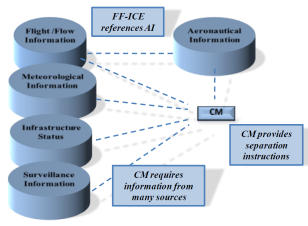 Flight /Flow
Information
FF-ICE
references AI
Aeronautical
Information
Meteorological
Information
CM
Infrastructure
Status
CM provides
separation
instructions
Surveillance
Information
CM requires
information from
many sources